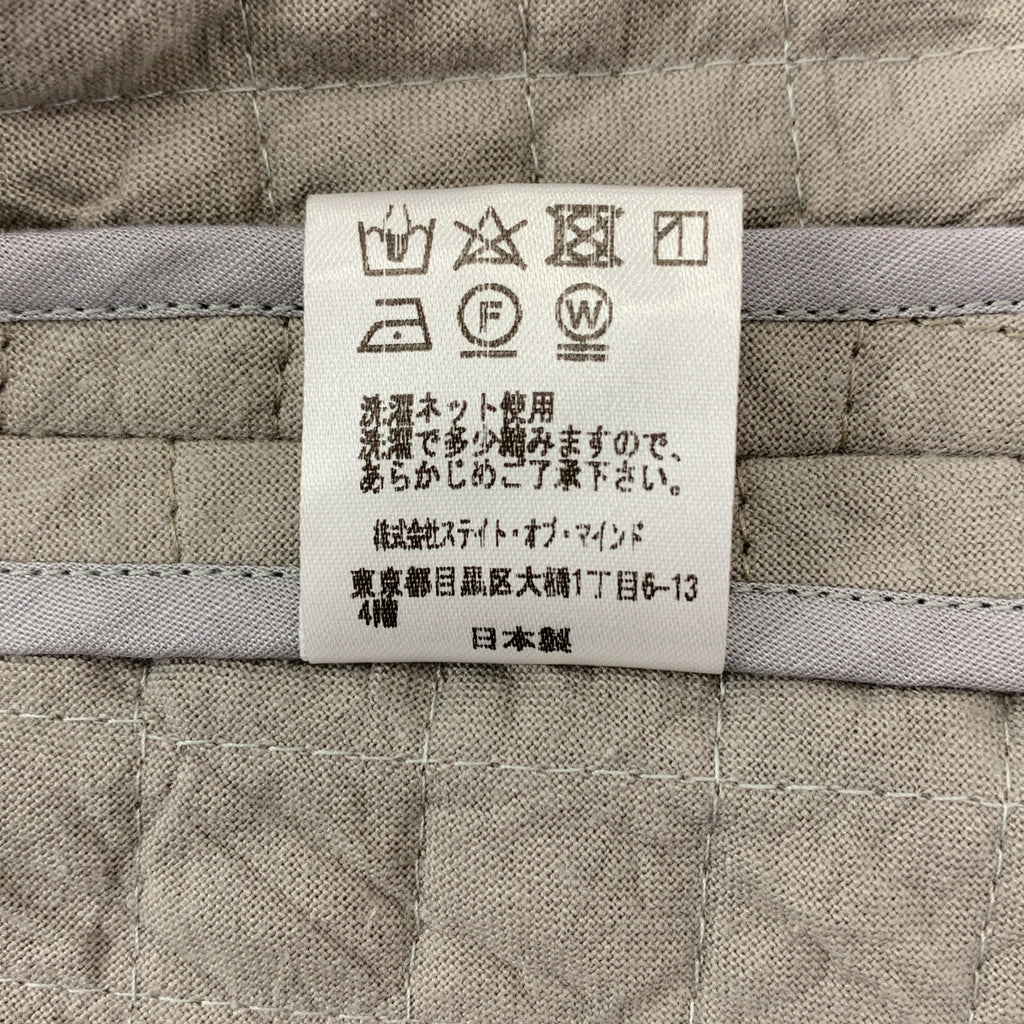 F W
洗濯ネット使用
洗濯で多少縮みますので、
あらかじめご了承下さい。
株式会社ステイト・オブ・マインド
東京都目黒区大橋1丁目6-13
4階
日本製